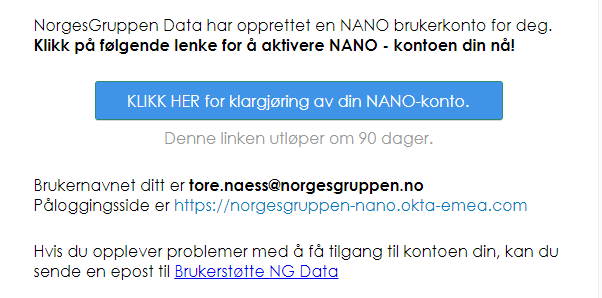 NorgesGruppen Data har opprettet en NANO brukerkonto for deg.
Klikk på følgende lenke for å aktivere NANO - kontoen din nå!
KLIKK HER for klargjøring av din NANO-konto.
Denne linken utløper om 90 dager.
Brukernavnet ditt er tore.naess@norgesgruppen.no
Påloggingsside er https://norgesgruppen-nano.okta-emea.com
Hvis du opplever problemer med å få tilgang til kontoen din, kan du
sende en epost til Brukerstøtte NG Data